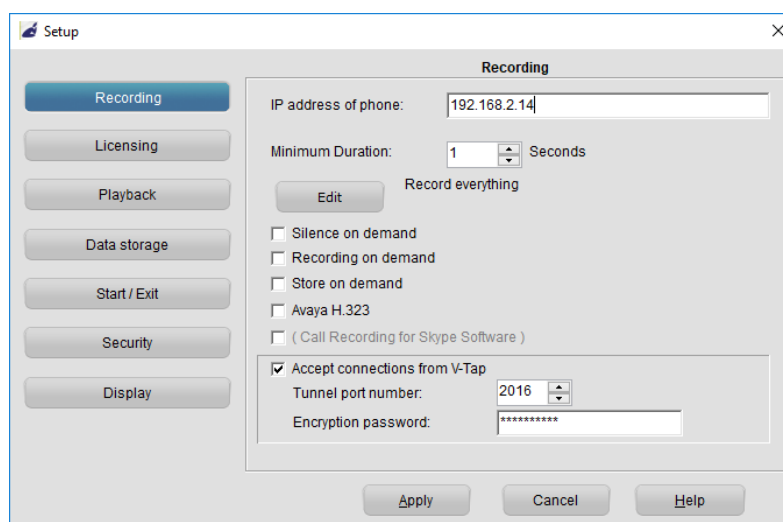 Setup
Recording
Recording
Licensing
Playback
Data storage
Start / Exit
Security
Display
IP address of phone: 192.168.2.14
Minimum Duration: 1 Seconds
Edit Record everything
Silence on demand
Recording on demand
Store on demand
Avaya H.323
( Call Recording for Skype Software )
Accept connections from V-Tap
Tunnel port number: 2016
Encryption password: **********
Apply Cancel Help